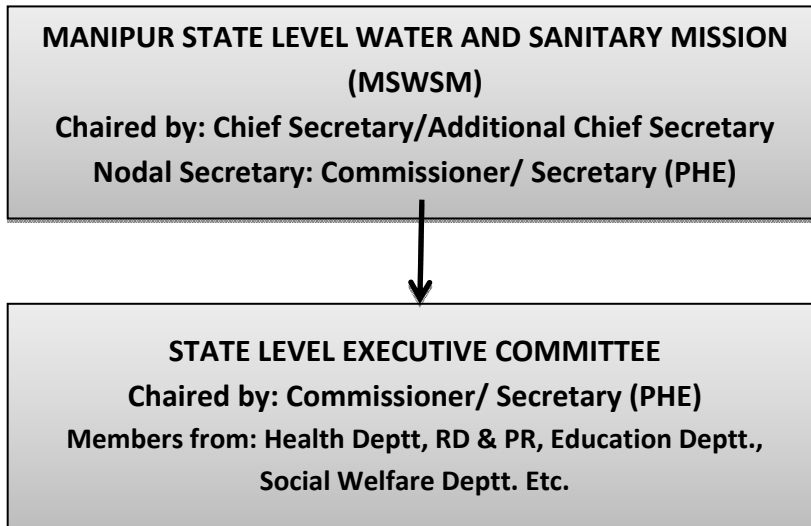 MANIPUR STATE LEVEL WATER AND SANITARY MISSION
(MSWSM)
Chaired by: Chief Secretary/Additional Chief Secretary
Nodal Secretary: Commissioner/ Secretary (PHE)
STATE LEVEL EXECUTIVE COMMITTEE
Chaired by: Commissioner/ Secretary (PHE)
Members from: Health Deptt, RD & PR, Education Deptt.,
Social Welfare Deptt. Etc.